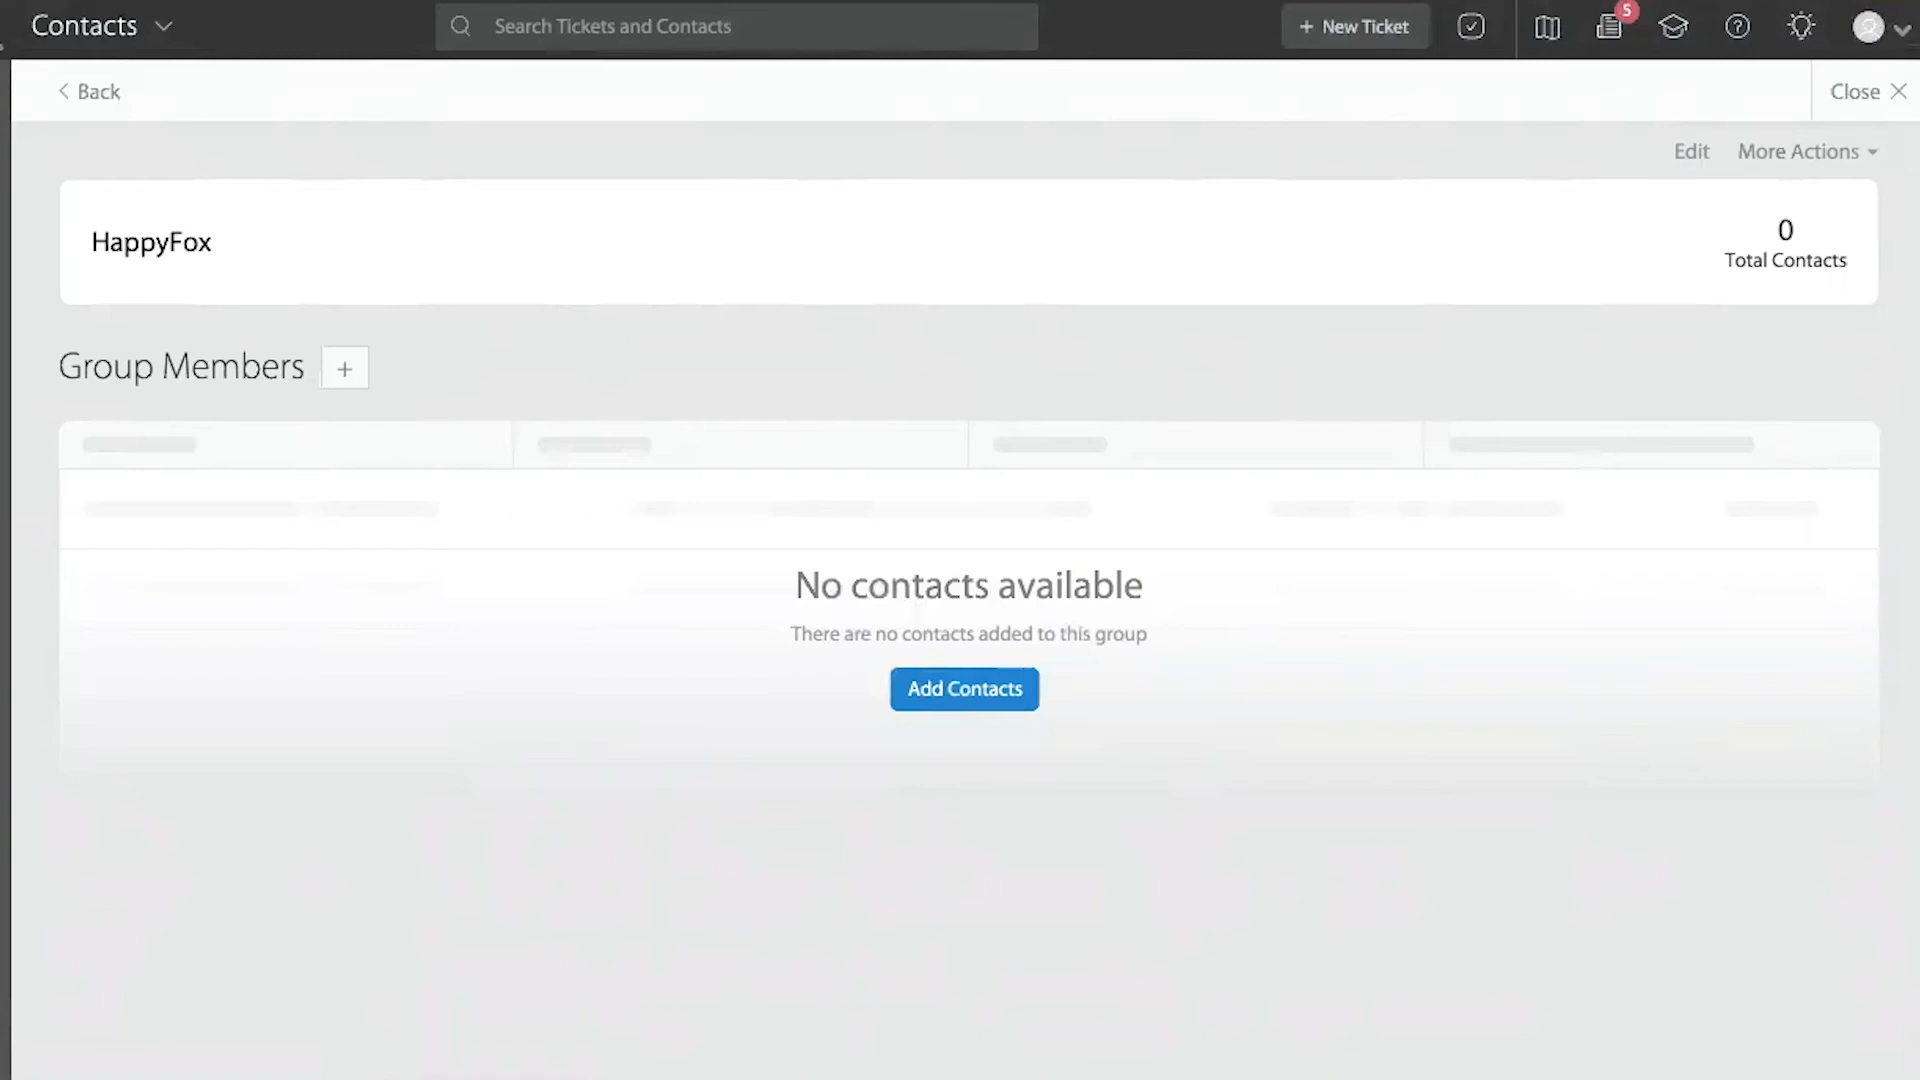 Contacts
Search Tickets and Contacts
+ New Ticket
5
Back
Close
Edit
More Actions
HappyFox
0
Total Contacts
Group Members
+
No contacts available
There are no contacts added to this group
Add Contacts